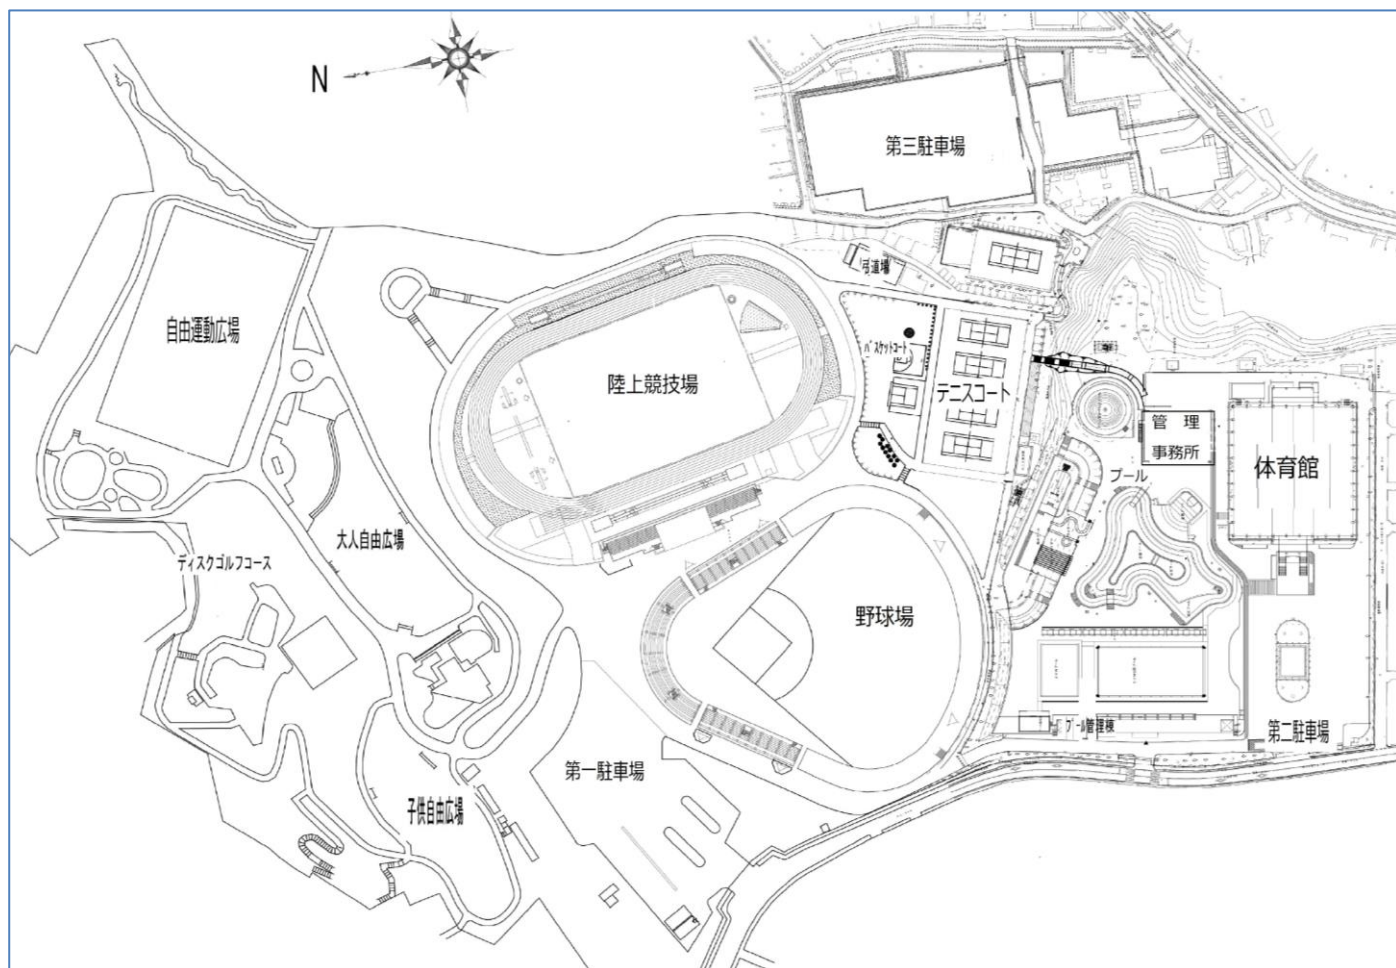 N
第三駐車場
弓道場
自由運動広場
バスケットコート
陸上競技場
テニスコート
管 理
事務所
体育館
プール
大人自由広場
ディスクゴルフコース
野球場
プール管理棟
第二駐車場
第一駐車場
子供自由広場